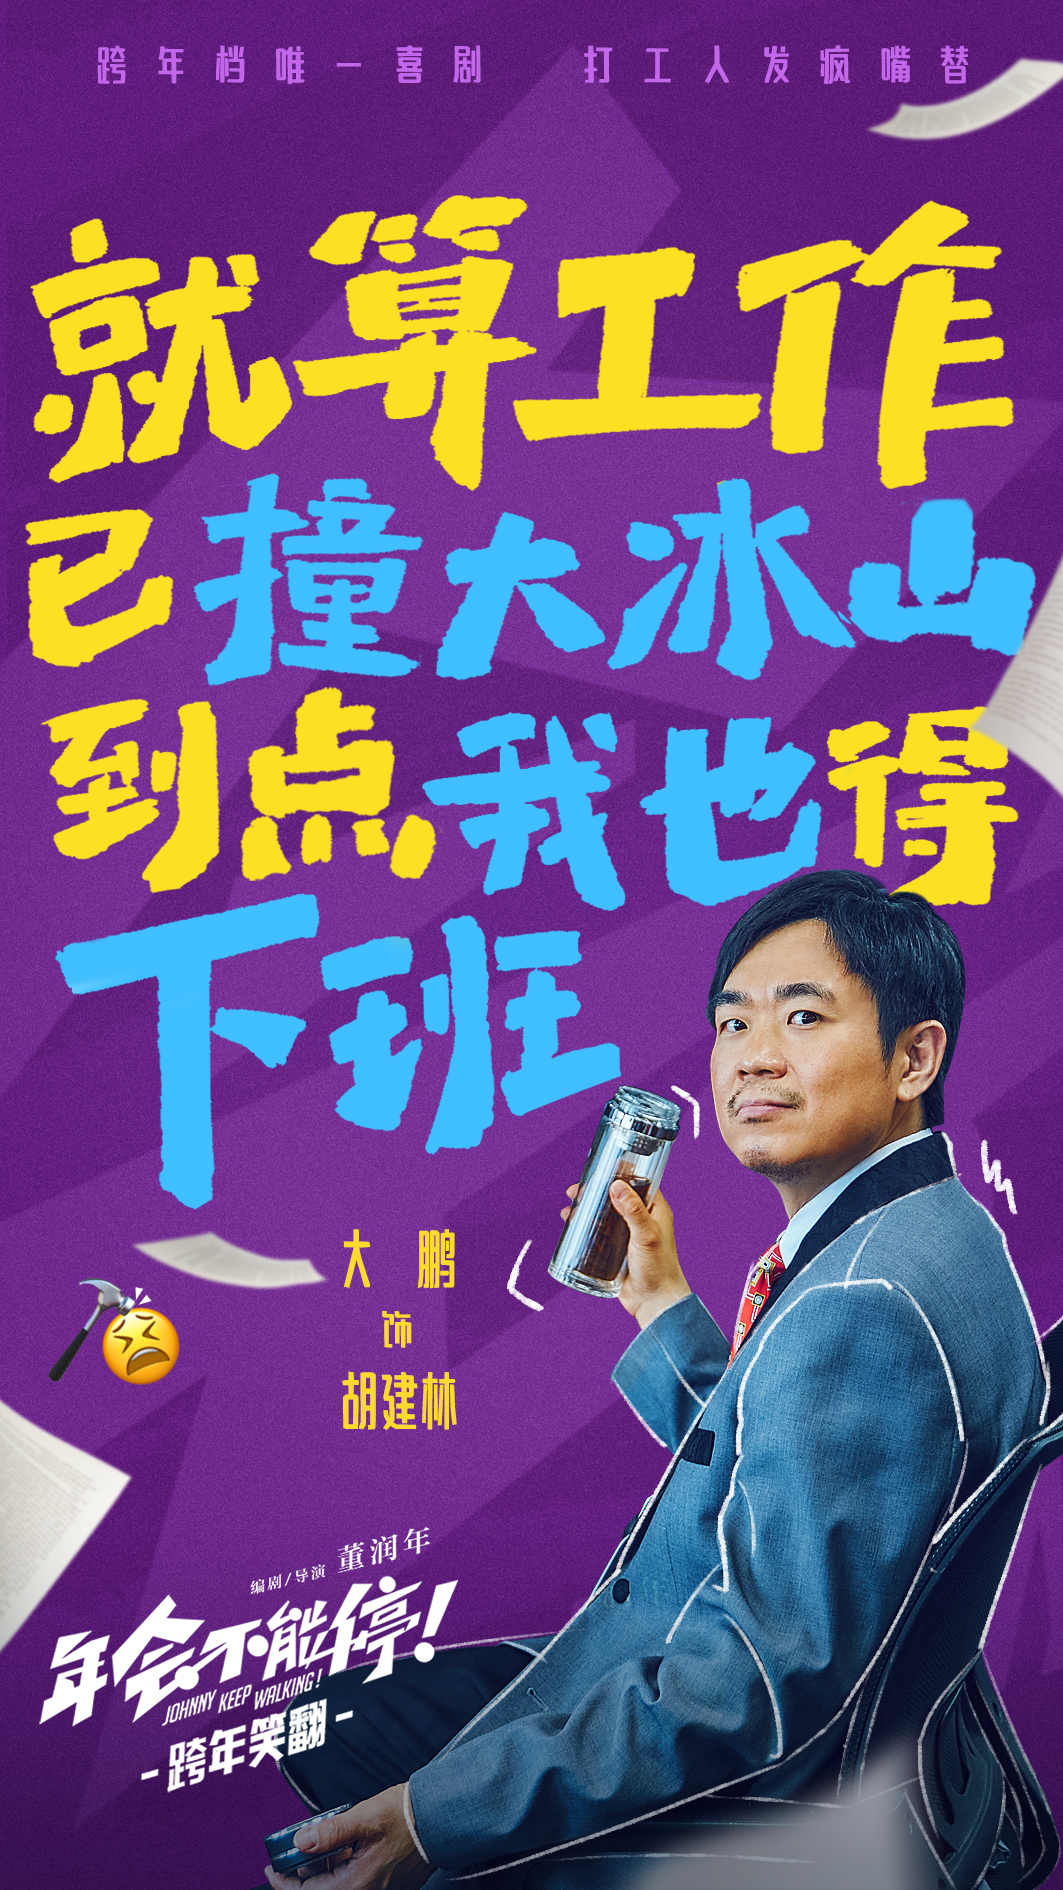 跨年档唯一喜剧 打工人发疯嘴替
就算工作
已撞大冰山
到点我也得
下班
大鹏
饰
胡建林
编剧/导演 董润年
年会不能停!
JOHNNY KEEP WALKING!
-跨年笑翻-